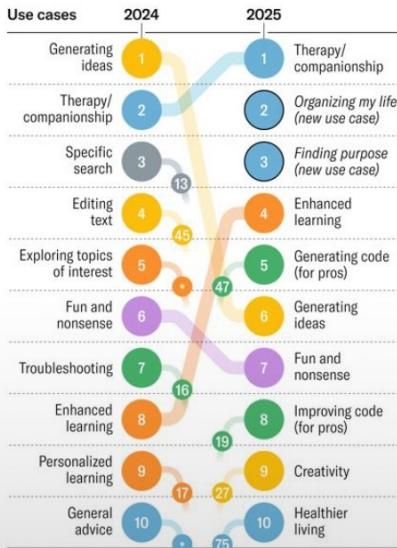 Use cases 2024 2025
Generating
ideas
1
1
Therapy/
companionship
Therapy/
companionship
2
2
Organizing my life
(new use case)
Specific
search
3
13
3
Finding purpose
(new use case)
Editing
text
4
45
4
Enhanced
learning
Exploring topics
of interest
5
*
47
5
Generating code
(for pros)
Fun and
nonsense
6
6
Generating
ideas
Troubleshooting
7
16
7
Fun and
nonsense
Enhanced
learning
8
19
8
Improving code
(for pros)
Personalized
learning
9
17
27
9
Creativity
General
advice
10
*
75
10
Healthier
living